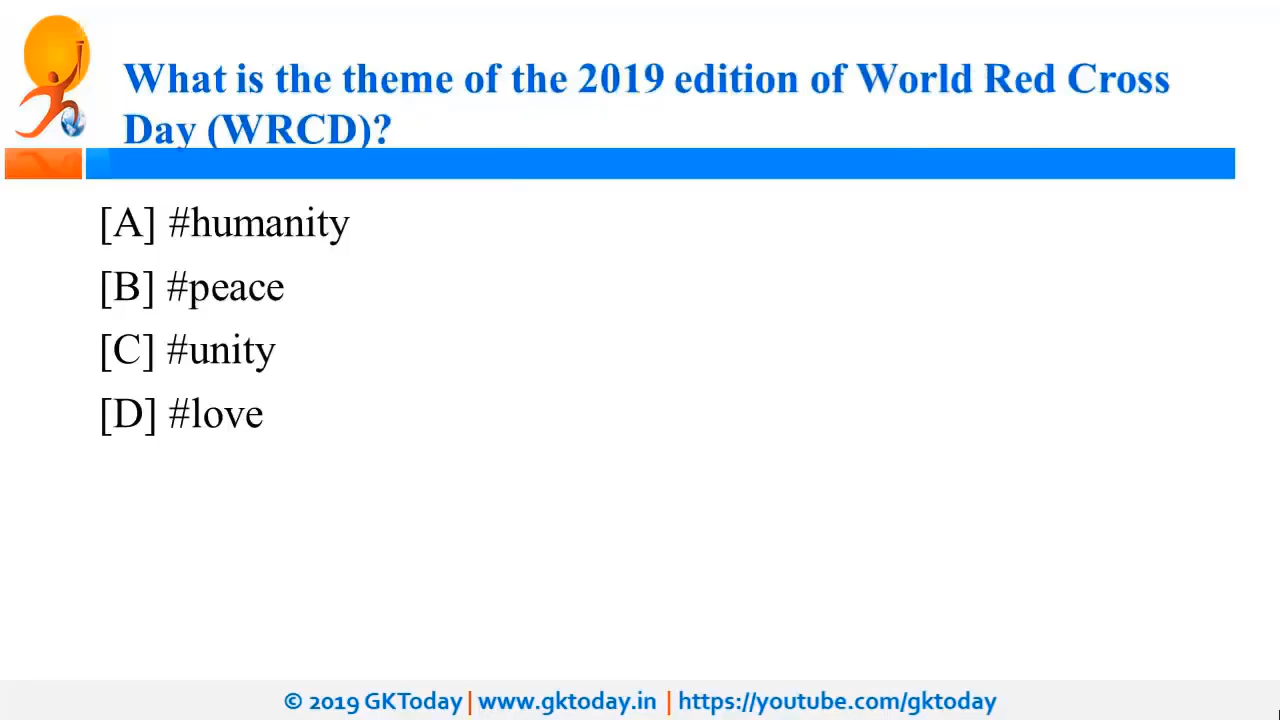 What is the theme of the 2019 edition of World Red Cross
Day (WRCD)?
[A] #humanity
[B] #peace
[C] #unity
[D] #love
© 2019 GKToday | www.gktoday.in | https://youtube.com/gktoday